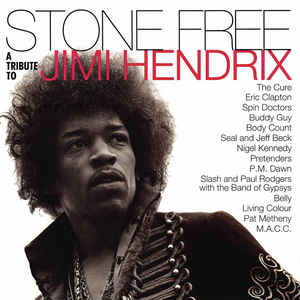 STONE FREE
A
TRIBUTE
TO
JIMI HENDRIX
The Cure
Eric Clapton
Spin Doctors
Buddy Guy
Body Count
Seal and Jeff Beck
Nigel Kennedy
Pretenders
P.M. Dawn
Slash and Paul Rodgers
with the Band of Gypsys
Belly
Living Colour
Pat Metheny
M.A.C.C.